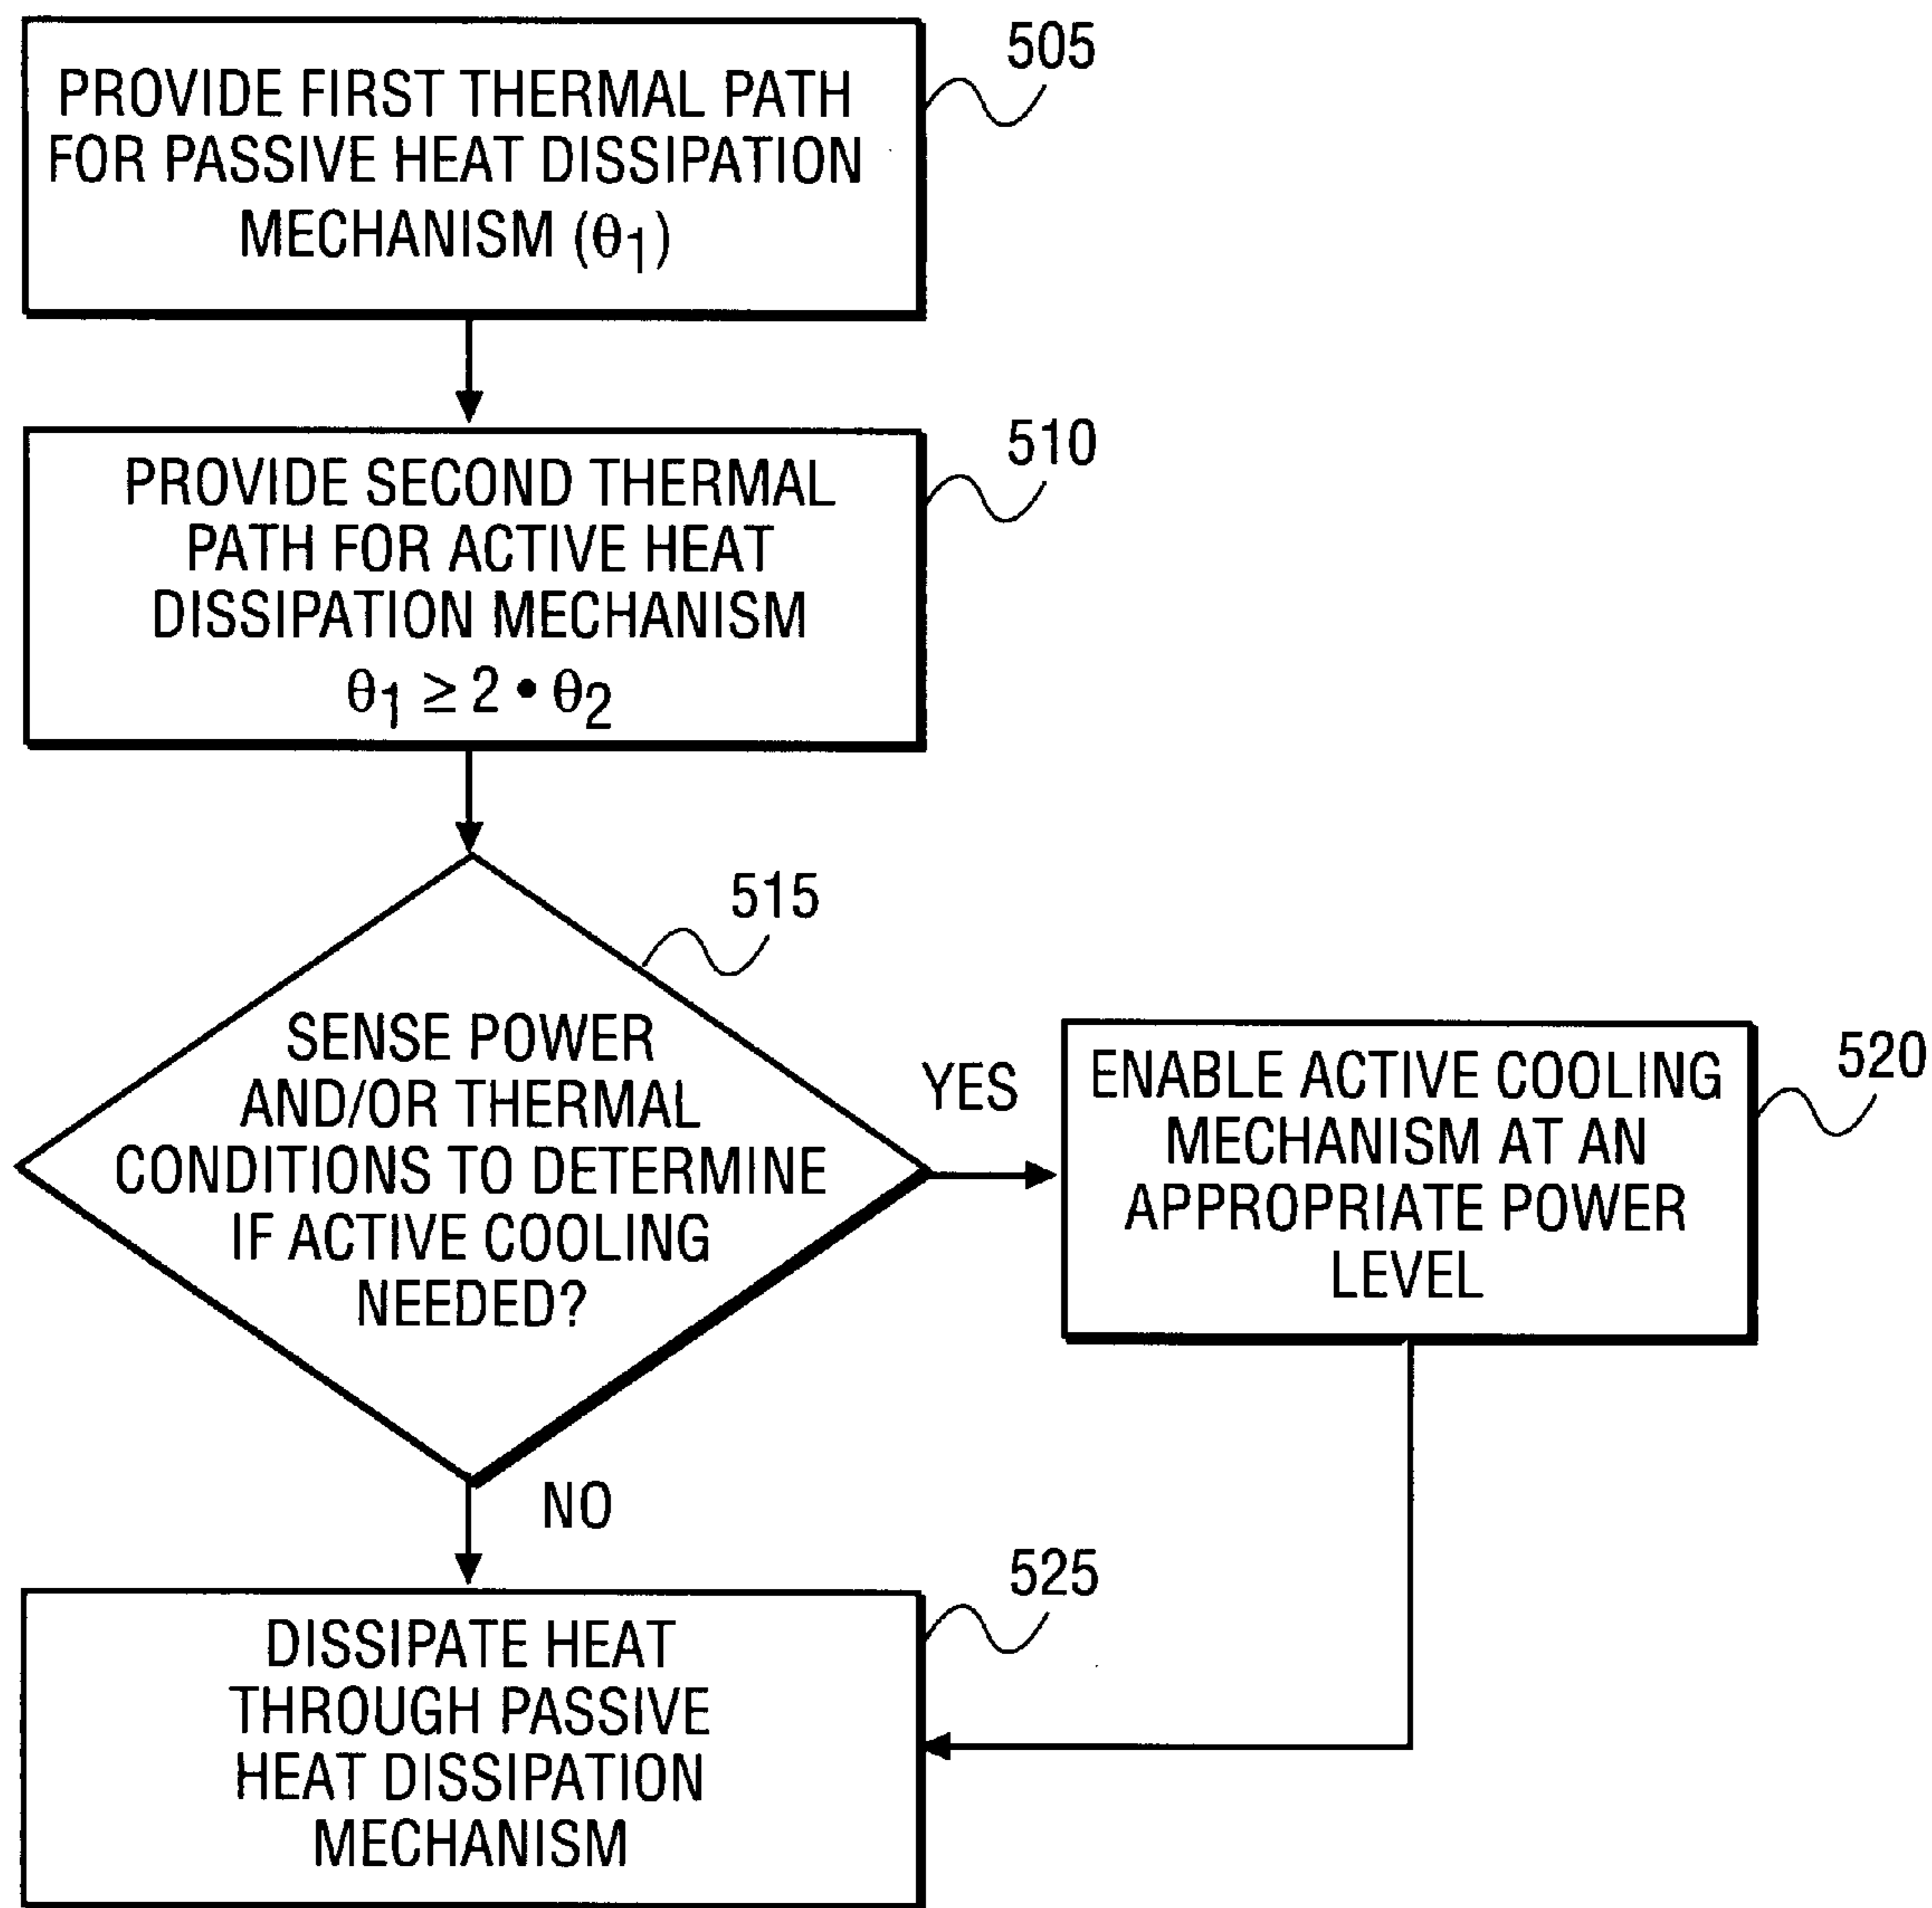 PROVIDE FIRST THERMAL PATH
FOR PASSIVE HEAT DISSIPATION
MECHANISM (θ1)
505
PROVIDE SECOND THERMAL
PATH FOR ACTIVE HEAT
DISSIPATION MECHANISM
θ1 ≥ 2 • θ2
510
515
SENSE POWER
AND/OR THERMAL
CONDITIONS TO DETERMINE
IF ACTIVE COOLING
NEEDED?
YES
ENABLE ACTIVE COOLING
MECHANISM AT AN
APPROPRIATE POWER
LEVEL
520
NO
525
DISSIPATE HEAT
THROUGH PASSIVE
HEAT DISSIPATION
MECHANISM